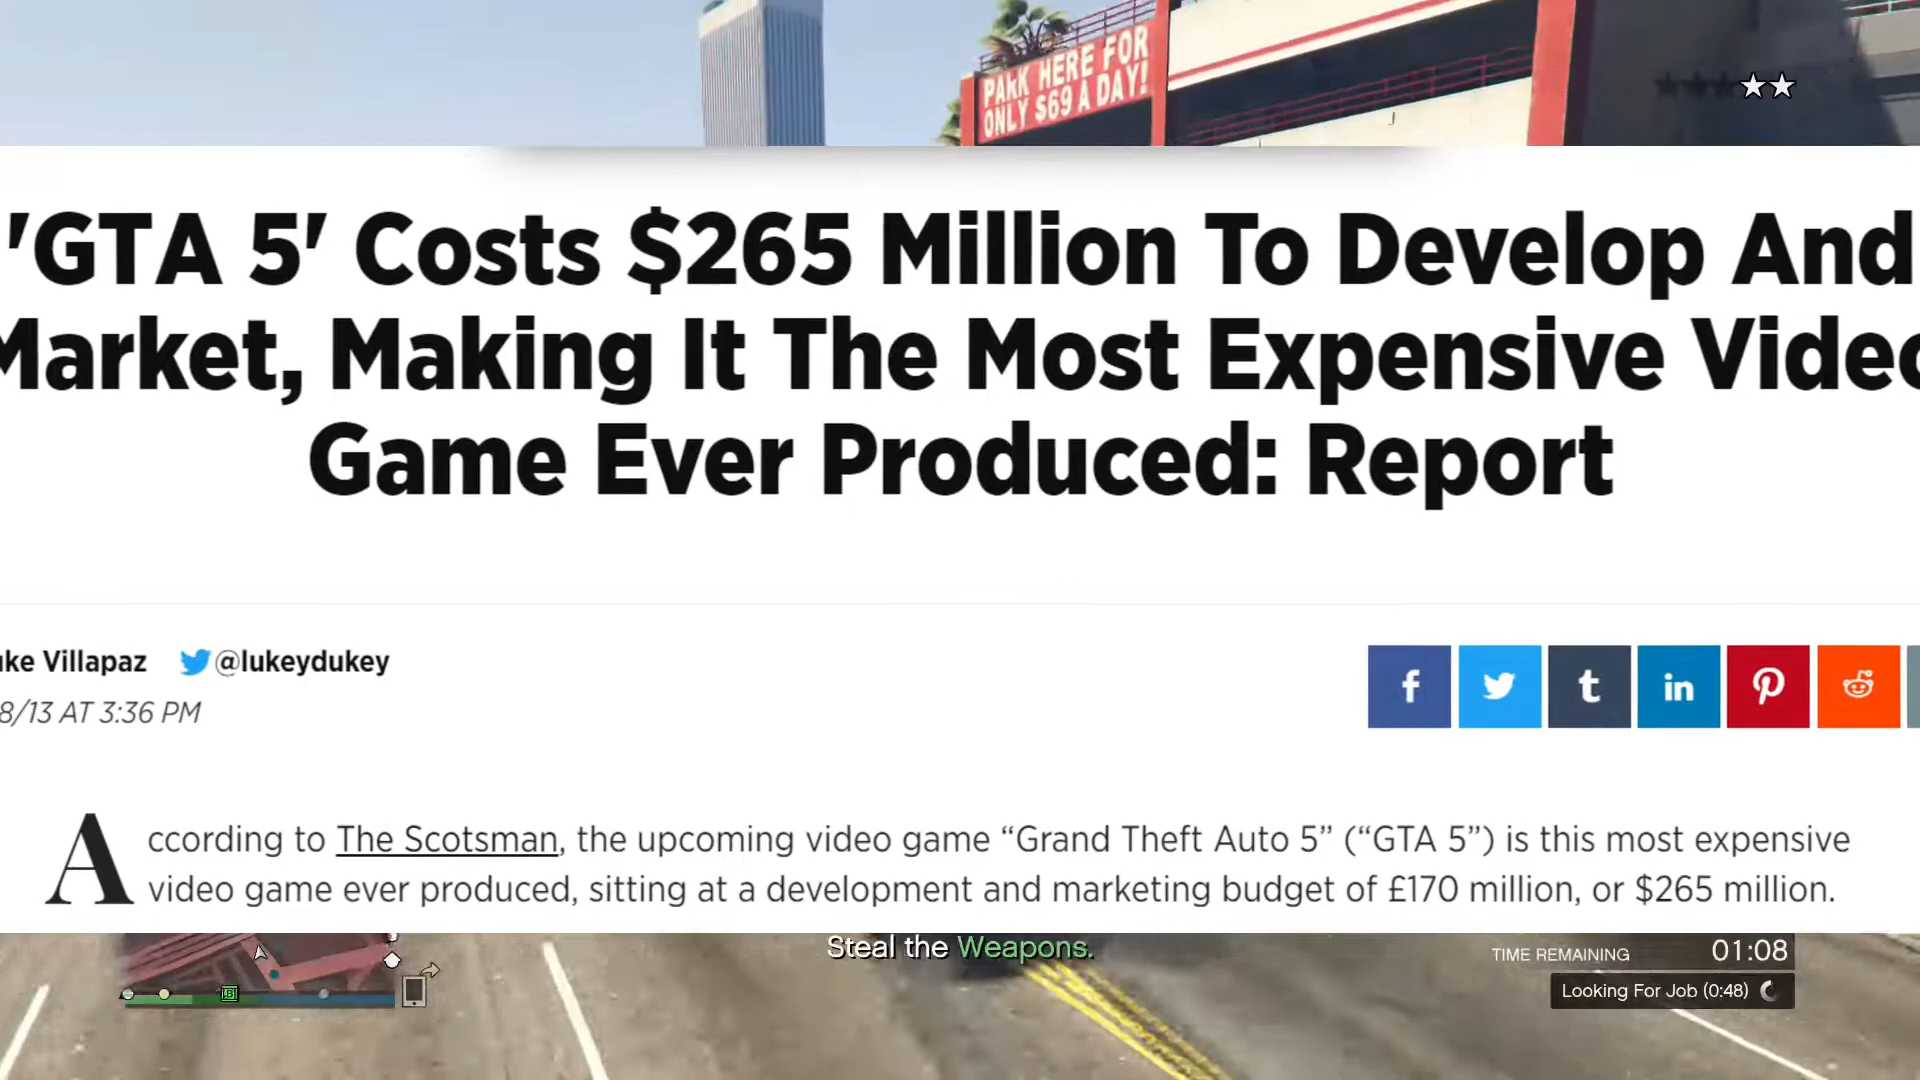 PARK HERE FOR
ONLY $69 A DAY!
'GTA 5' Costs $265 Million To Develop And
Market, Making It The Most Expensive Video
Game Ever Produced: Report
uke Villapaz @lukeydukey
8/13 AT 3:36 PM
According to The Scotsman, the upcoming video game “Grand Theft Auto 5” (“GTA 5”) is this most expensive
video game ever produced, sitting at a development and marketing budget of £170 million, or $265 million.
Steal the Weapons.
TIME REMAINING 01:08
Looking For Job (0:48)